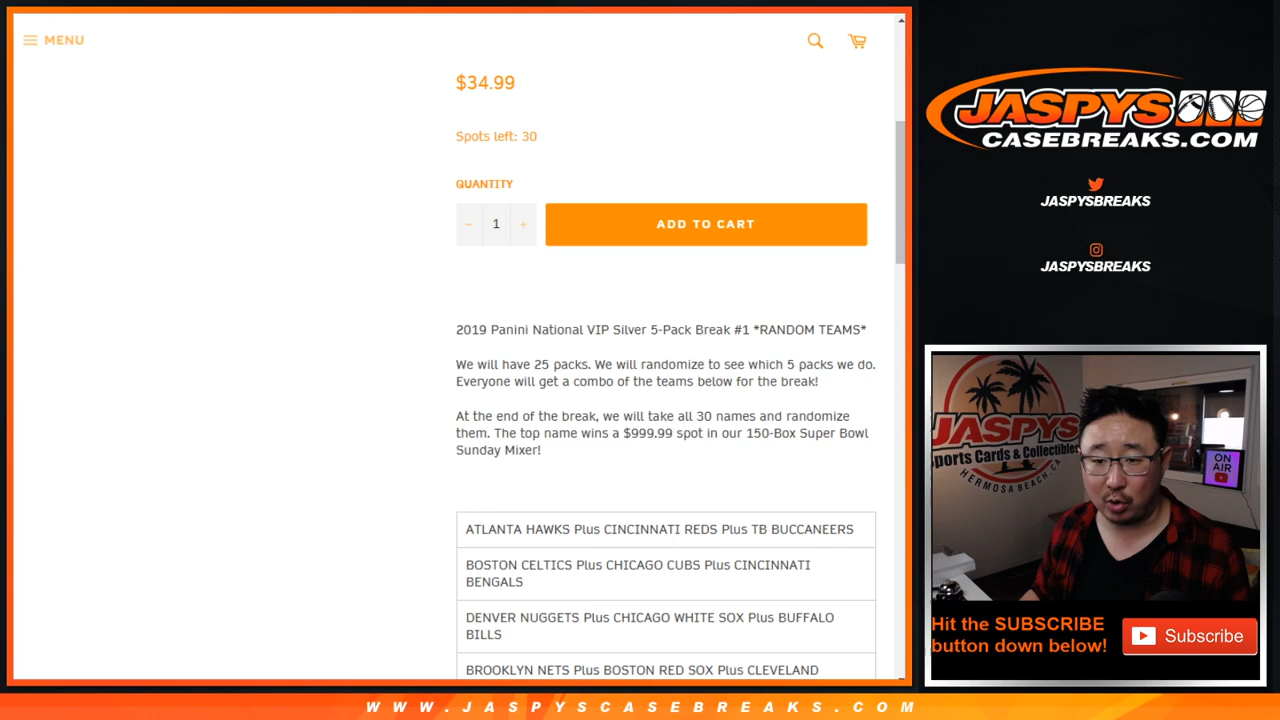 MENU
$34.99
Spots left: 30
QUANTITY
− 1 +
ADD TO CART
2019 Panini National VIP Silver 5-Pack Break #1 *RANDOM TEAMS*
We will have 25 packs. We will randomize to see which 5 packs we do.
Everyone will get a combo of the teams below for the break!
At the end of the break, we will take all 30 names and randomize
them. The top name wins a $999.99 spot in our 150-Box Super Bowl
Sunday Mixer!
ATLANTA HAWKS Plus CINCINNATI REDS Plus TB BUCCANEERS
BOSTON CELTICS Plus CHICAGO CUBS Plus CINCINNATI
BENGALS
DENVER NUGGETS Plus CHICAGO WHITE SOX Plus BUFFALO
BILLS
BROOKLYN NETS Plus BOSTON RED SOX Plus CLEVELAND
JASPYS
CASEBREAKS.COM
JASPYSBREAKS
JASPYSBREAKS
JASPYS
Sports Cards & Collectibles
HERMOSA BEACH, CA
ON
AIR
Hit the SUBSCRIBE
button down below!
Subscribe
WWW.JASPYSCASEBREAKS.COM